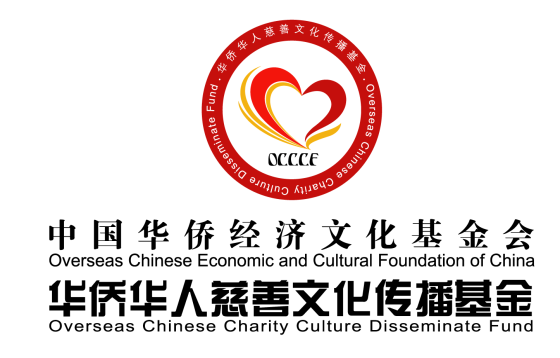 ·华侨华人慈善文化传播基金·
Overseas Chinese Charity Culture Disseminate Fund
OCCCF
中国华侨经济文化基金会
Overseas Chinese Economic and Cultural Foundation of China
华侨华人慈善文化传播基金
Overseas Chinese Charity Culture Disseminate Fund